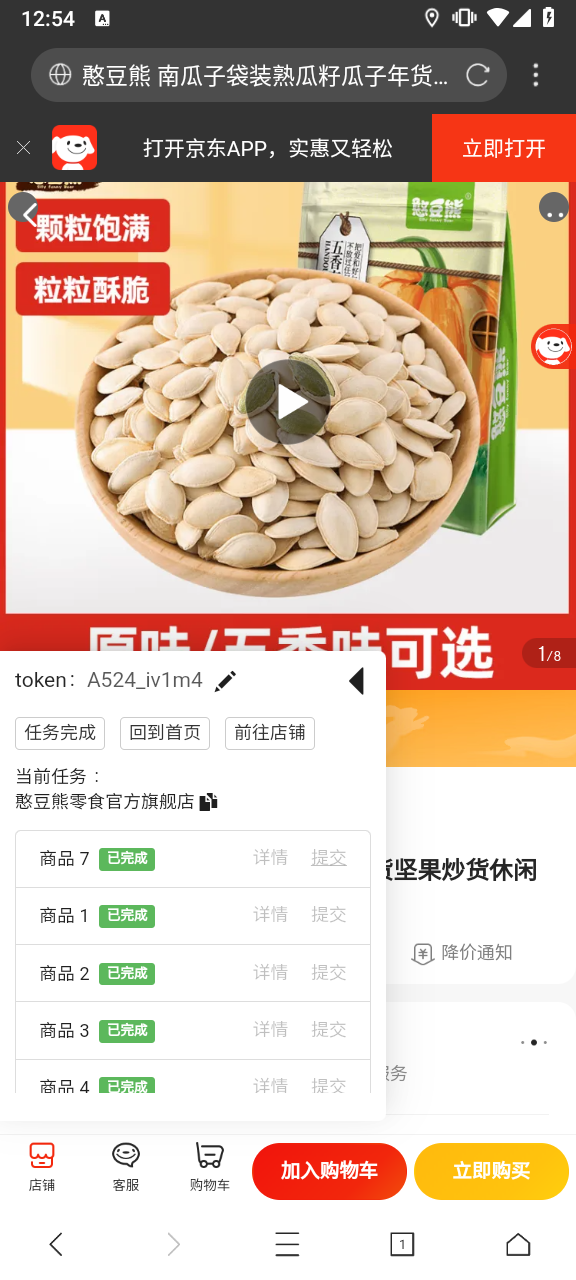 12:54
憨豆熊 南瓜子袋装熟瓜籽瓜子年货...
打开京东APP，实惠又轻松
立即打开
颗粒饱满
粒粒酥脆
憨豆熊
五香
原味/五香味可选
1/8
token： A524_iv1m4
任务完成
回到首页
前往店铺
当前任务：
憨豆熊零食官方旗舰店
商品 7 已完成 详情 提交
商品 1 已完成 详情 提交
商品 2 已完成 详情 提交
商品 3 已完成 详情 提交
商品 4 已完成 详情 提交
货坚果炒货休闲
降价通知
服务
店铺
客服
购物车
加入购物车
立即购买
1